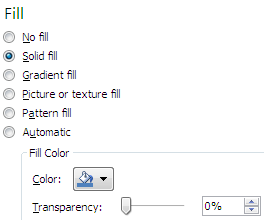 Fill
No fill
Solid fill
Gradient fill
Picture or texture fill
Pattern fill
Automatic
Fill Color
Color:
Transparency: 0%